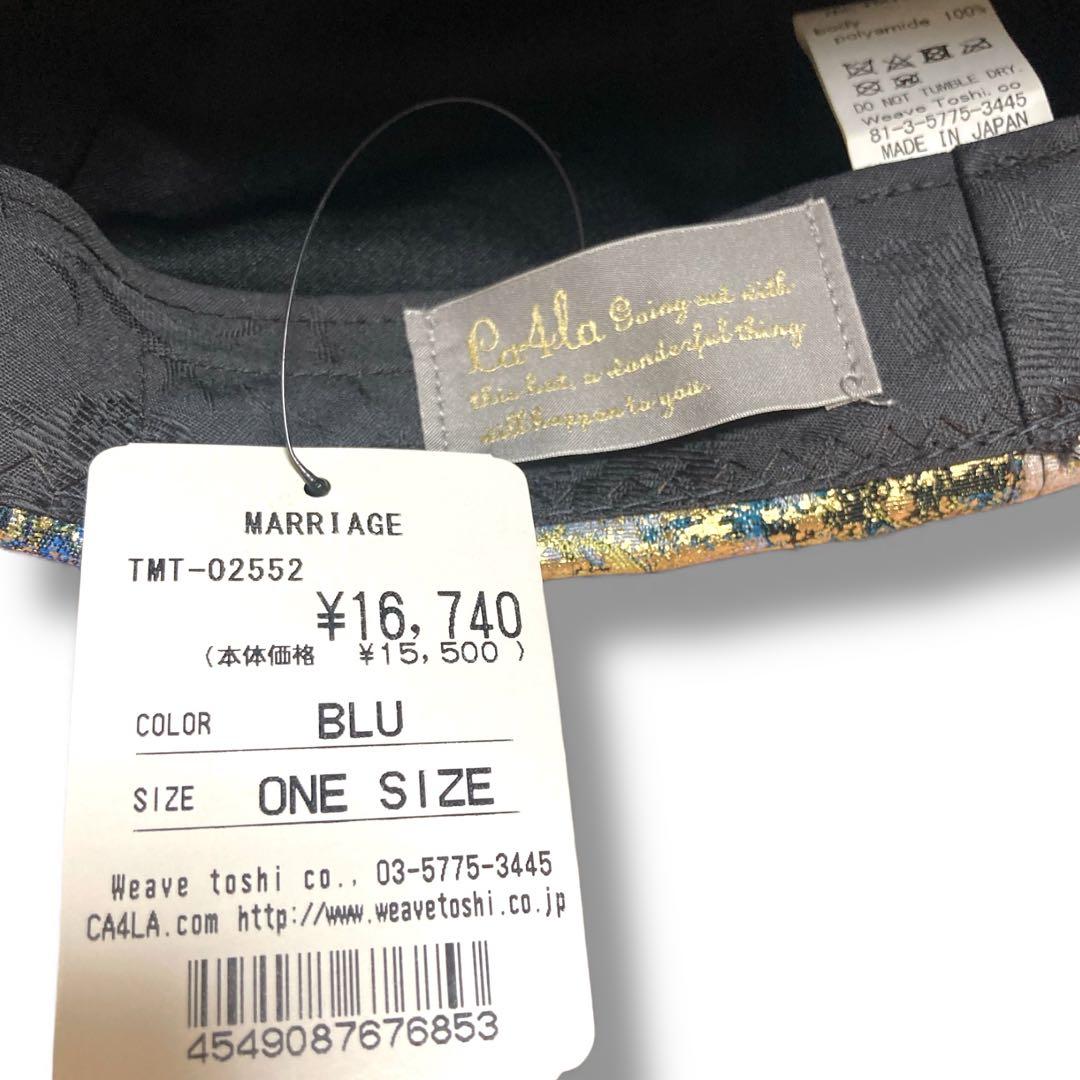 body
polyamide 100%
DO NOT TUMBLE DRY.
Weave Toshi. co
81-3-5775-3445
MADE IN JAPAN
Ca4la Going out with
this hat, a wonderful thing
will happen to you.
MARRIAGE
TMT-02552
¥16,740
(本体価格 ¥15,500)
COLOR BLU
SIZE ONE SIZE
Weave toshi co., 03-5775-3445
CA4LA.com http://www.weavetoshi.co.jp
4549087676853